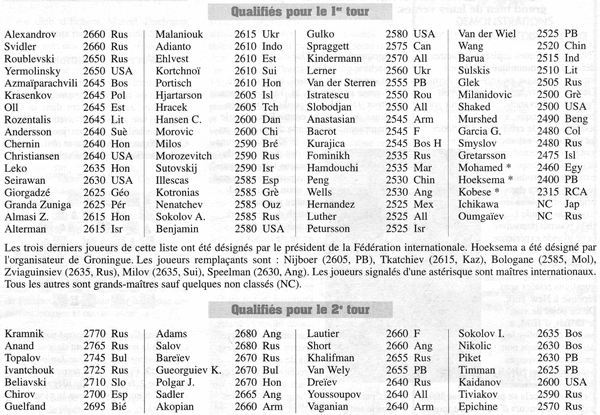 Qualifiés pour le 1er tour
Alexandrov 2660 Rus Malaniouk 2615 Ukr Gulko 2580 USA Van der Wiel 2525 PB
Svidler 2660 Rus Adianto 2610 Indo Spraggett 2575 Can Wang 2520 Chin
Roublevski 2650 Rus Ehlvest 2610 Est Kindermann 2570 All Barua 2515 Ind
Yermolinsky 2650 USA Kortchnoï 2610 Sui Lerner 2560 Ukr Sulskis 2510 Lit
Azmaïparachvili 2645 Bos Portisch 2610 Hon Van der Sterren 2555 PB Glek 2505 Rus
Krasenkov 2645 Pol Hjartarson 2605 Isl Istratescu 2550 Rou Milanidovic 2500 Grè
Oll 2645 Est Hracek 2605 Tch Slobodjan 2550 All Shaked 2500 USA
Rozentalis 2645 Lit Hansen C. 2600 Dan Anastasian 2545 Arm Murshed 2490 Beng
Andersson 2640 Suè Morovic 2600 Chi Bacrot 2545 F Garcia G. 2480 Col
Chernin 2640 Hon Milos 2590 Bré Kurajica 2545 Bos H Smyslov 2480 Rus
Christiansen 2640 USA Morozevitch 2590 Rus Fominikh 2535 Rus Gretarsson 2475 Isl
Leko 2635 Hon Sutovskij 2590 Isr Hamdouchi 2535 Mar Mohamed * 2460 Egy
Seirawan 2630 USA Illescas 2585 Esp Peng 2530 Chin Hoeksema * 2400 PB
Giorgadzé 2625 Géo Kotronias 2585 Grè Wells 2530 Ang Kobese * 2315 RCA
Granda Zuniga 2625 Pér Nenatchev 2585 Ouz Hernandez 2525 Mex Ichikawa NC Jap
Almasi Z. 2615 Hon Sokolov A. 2585 Rus Luther 2525 All Oumgaïev NC Rus
Alterman 2615 Isr Benjamin 2580 USA Petursson 2525 Isr
Les trois derniers joueurs de cette liste ont été désignés par le président de la Fédération internationale. Hoeksema a été désigné par
l'organisateur de Groningue. Les joueurs remplaçants sont : Nijboer (2605, PB), Tkatchiev (2615, Kaz), Bologane (2585, Mol),
Zviaguinsiev (2635, Rus), Milov (2635, Sui), Speelman (2630, Ang). Les joueurs signalés d'une astérisque sont maîtres internationaux.
Tous les autres sont grands-maîtres sauf quelques non classés (NC).
Qualifiés pour le 2e tour
Kramnik 2770 Rus Adams 2680 Ang Lautier 2660 F Sokolov I. 2635 Bos
Anand 2765 Rus Salov 2680 Rus Short 2660 Ang Nikolic 2630 Bos
Topalov 2745 Bul Bareïev 2670 Rus Khalifman 2655 Rus Piket 2630 PB
Ivantchouk 2725 Rus Gueorguiev K. 2670 Bul Van Wely 2655 PB Timman 2625 PB
Beliavski 2710 Slo Polgar J. 2670 Hon Dreïev 2640 Rus Kaidanov 2600 USA
Chirov 2700 Esp Sadler 2665 Ang Youssoupov 2640 All Tiviakov 2590 Rus
Guelfand 2695 Bié Akopian 2660 Arm Vaganian 2640 Arm Epichine 2570 Rus